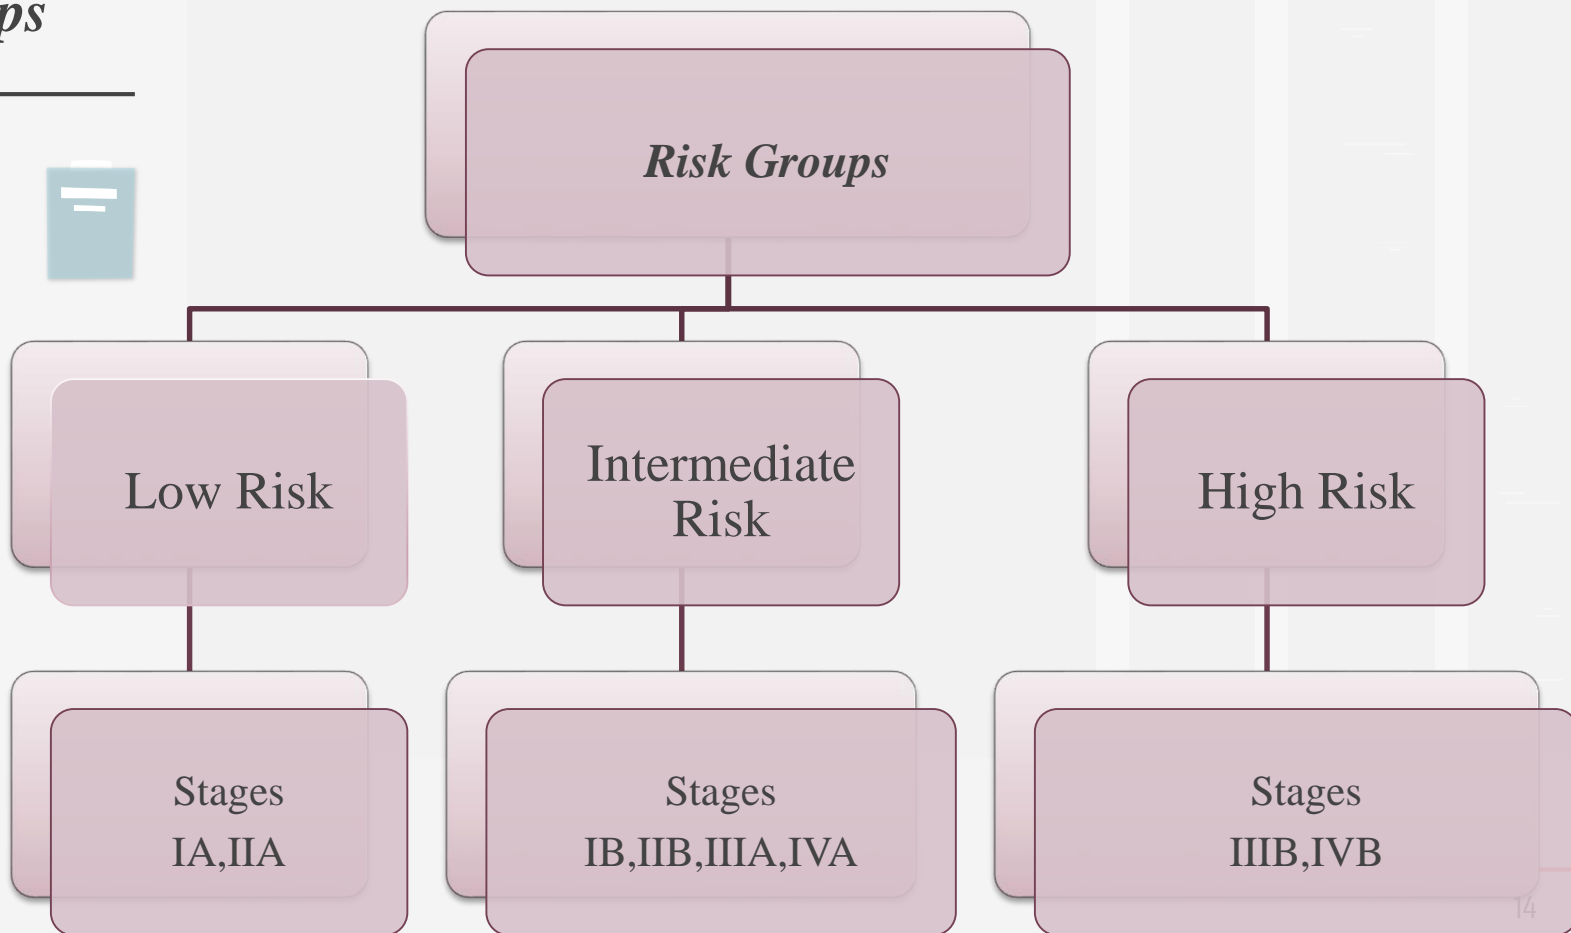 ps
Risk Groups
Low Risk
Intermediate
Risk
High Risk
Stages
IA,IIA
Stages
IB,IIB,IIIA,IVA
Stages
IIIB,IVB
14